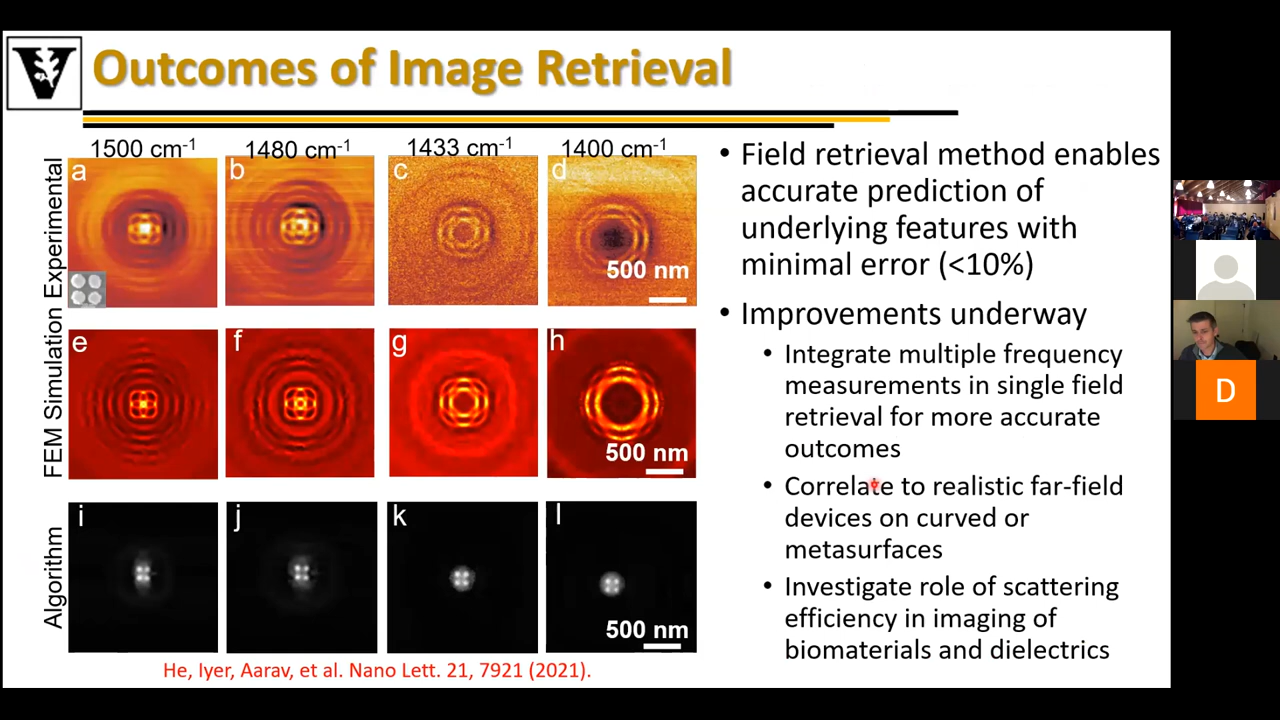 V
Outcomes of Image Retrieval
1500 cm-1
1480 cm-1
1433 cm-1
1400 cm-1
Experimental
a
b
c
d
500 nm
FEM Simulation
e
f
g
h
500 nm
Algorithm
i
j
k
l
500 nm
He, Iyer, Aarav, et al. Nano Lett. 21, 7921 (2021).
• Field retrieval method enables
accurate prediction of
underlying features with
minimal error (<10%)
• Improvements underway
• Integrate multiple frequency
measurements in single field
retrieval for more accurate
outcomes
• Correlate to realistic far-field
devices on curved or
metasurfaces
• Investigate role of scattering
efficiency in imaging of
biomaterials and dielectrics
D